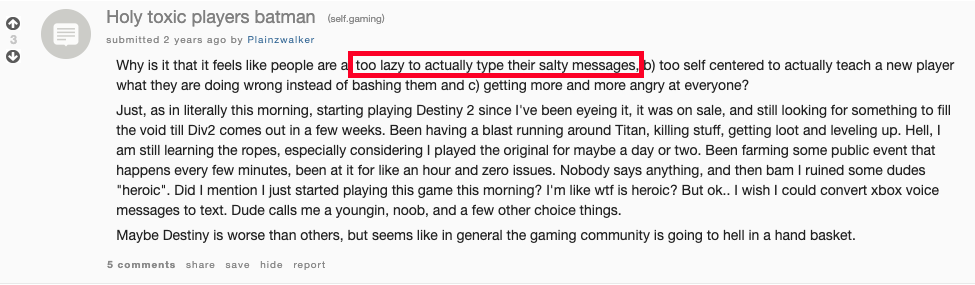 Holy toxic players batman (self.gaming)
3
submitted 2 years ago by Plainzwalker
Why is it that it feels like people are a too lazy to actually type their salty messages, b) too self centered to actually teach a new player
what they are doing wrong instead of bashing them and c) getting more and more angry at everyone?
Just, as in literally this morning, starting playing Destiny 2 since I've been eyeing it, it was on sale, and still looking for something to fill
the void till Div2 comes out in a few weeks. Been having a blast running around Titan, killing stuff, getting loot and leveling up. Hell, I
am still learning the ropes, especially considering I played the original for maybe a day or two. Been farming some public event that
happens every few minutes, been at it for like an hour and zero issues. Nobody says anything, and then bam I ruined some dudes
"heroic". Did I mention I just started playing this game this morning? I'm like wtf is heroic? But ok.. I wish I could convert xbox voice
messages to text. Dude calls me a youngin, noob, and a few other choice things.
Maybe Destiny is worse than others, but seems like in general the gaming community is going to hell in a hand basket.
5 comments share save hide report